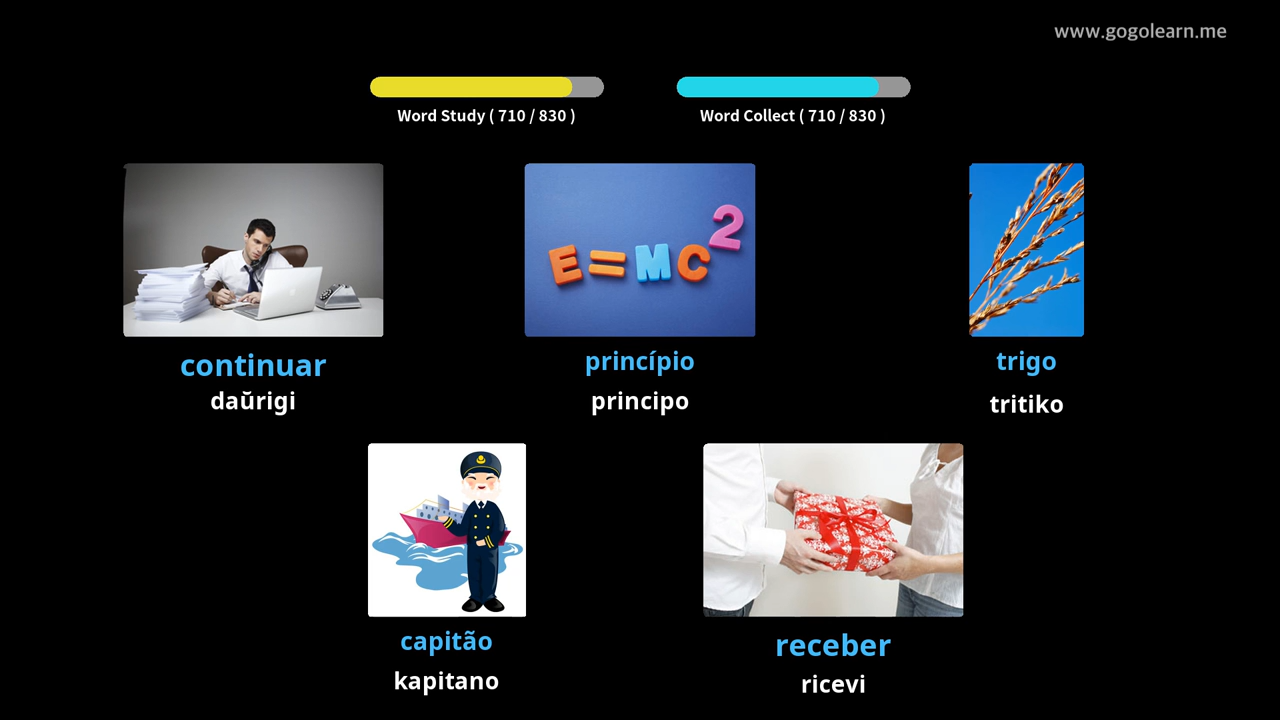 www.gogolearn.me
Word Study ( 710 / 830 )
Word Collect ( 710 / 830 )
E=MC2
continuar
daŭrigi
princípio
principo
trigo
tritiko
capitão
kapitano
receber
ricevi